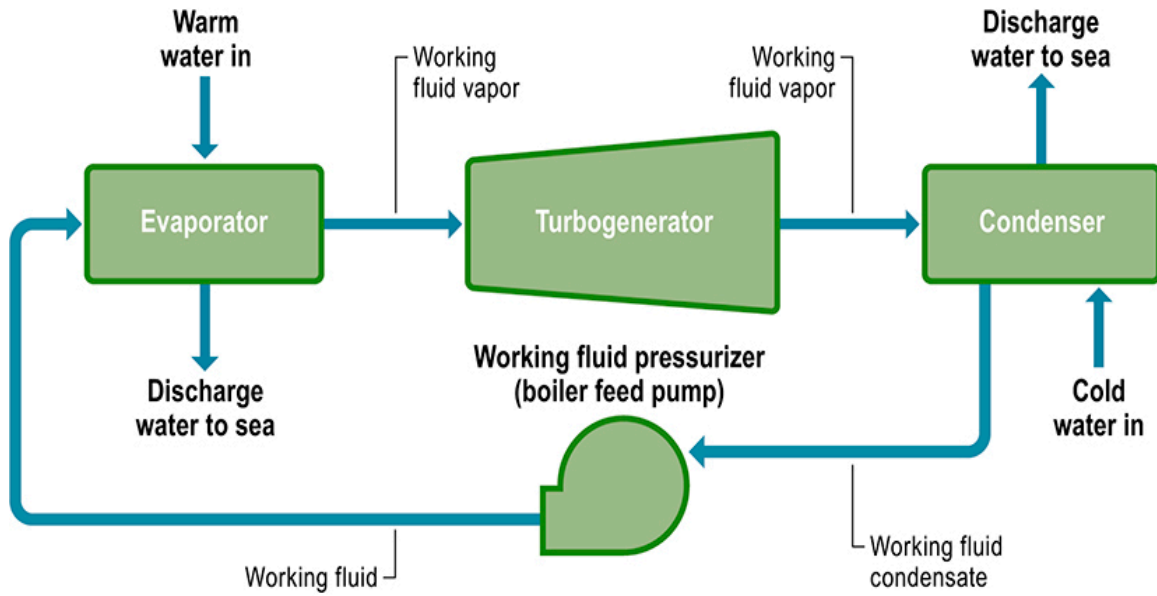 Warm
water in
Working
fluid vapor
Working
fluid vapor
Discharge
water to sea
Evaporator
Turbogenerator
Condenser
Discharge
water to sea
Working fluid pressurizer
(boiler feed pump)
Cold
water in
Working fluid
Working fluid
condensate